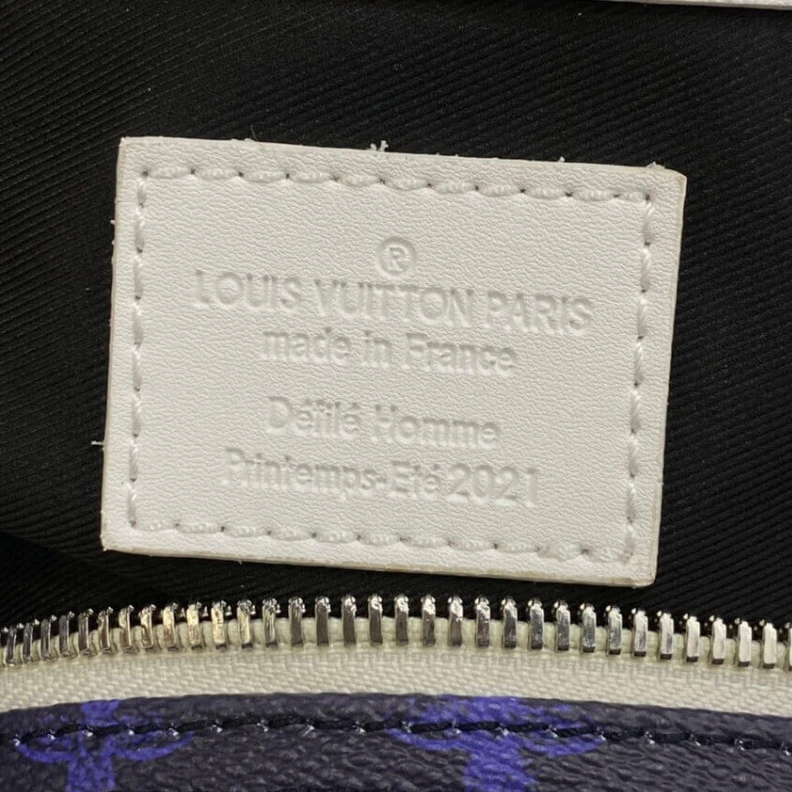 ®
LOUIS VUITTON PARIS
made in France
Défilé Homme
Printemps-Eté 2021